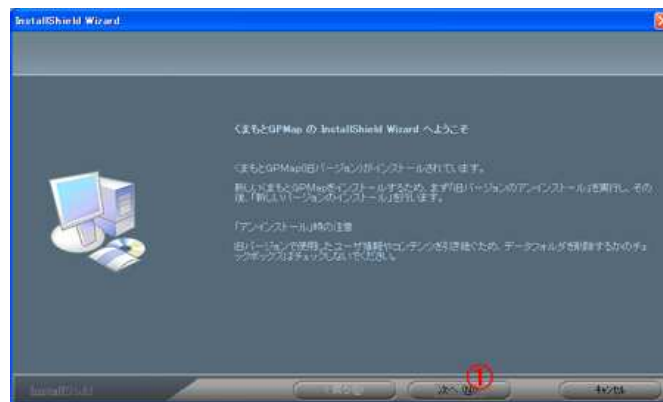 InstallShield Wizard
くまもとGPMap の InstallShield Wizard へようこそ
くまもとGPMap(旧バージョン)がインストールされています。
新しいくまもとGPMapをインストールするため、まず「旧バージョンのアンインストール」を実行し、その
後、「新しいバージョンのインストール」を行います。
「アンインストール」時の注意
旧バージョンで使用したユーザ情報やコンテンツを引き継ぐため、データフォルダを削除するかのチェ
ックボックスはチェックしないでください。
①
InstallShield
次へ(N)
キャンセル